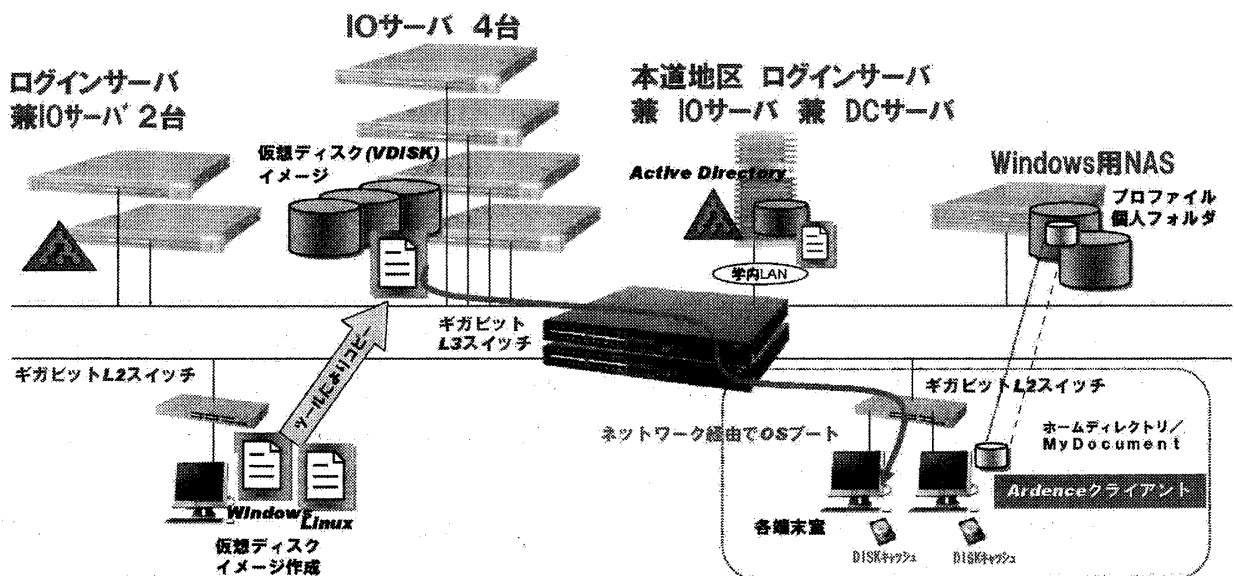 IOサーバ 4台
ログインサーバ
兼IOサーバ 2台
本道地区 ログインサーバ
兼 IOサーバ 兼 DCサーバ
仮想ディスク(VDISK)
イメージ
Active Directory
Windows用NAS
プロファイル
個人フォルダ
学内LAN
ギガビット
L3スイッチ
ギガビットL2スイッチ
ツールによりコピー
ギガビットL2スイッチ
ネットワーク経由でOSブート
ホームディレクトリ/
MyDocument
Ardenceクライアント
Windows
Linux
仮想ディスク
イメージ作成
各端末室
DISKキャッシュ
DISKキャッシュ